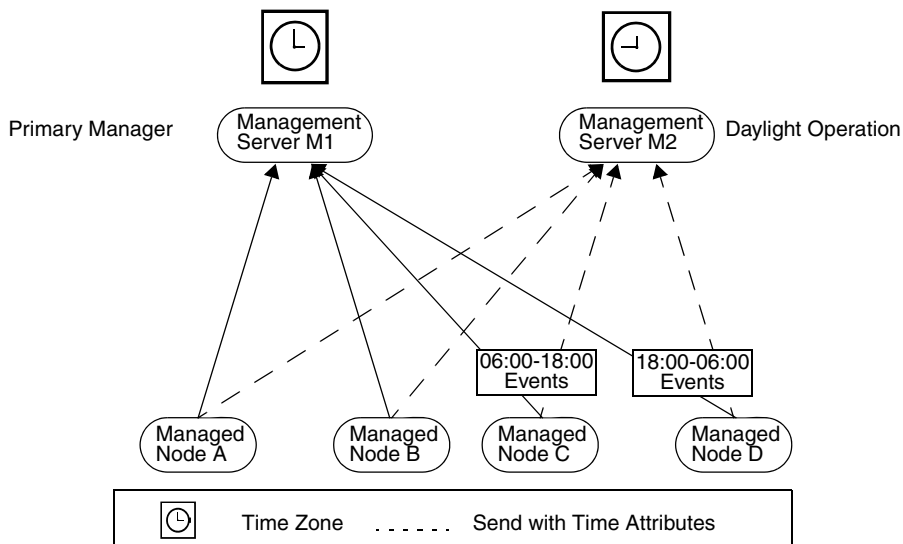 Primary Manager
Management
Server M1
Management
Server M2
Daylight Operation
06:00-18:00
Events
18:00-06:00
Events
Managed
Node A
Managed
Node B
Managed
Node C
Managed
Node D
Time Zone
Send with Time Attributes